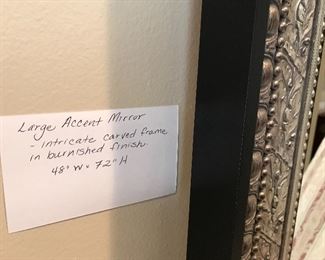 Large Accent Mirror
- intricate carved frame
in burnished finish.
48" W x 72" H